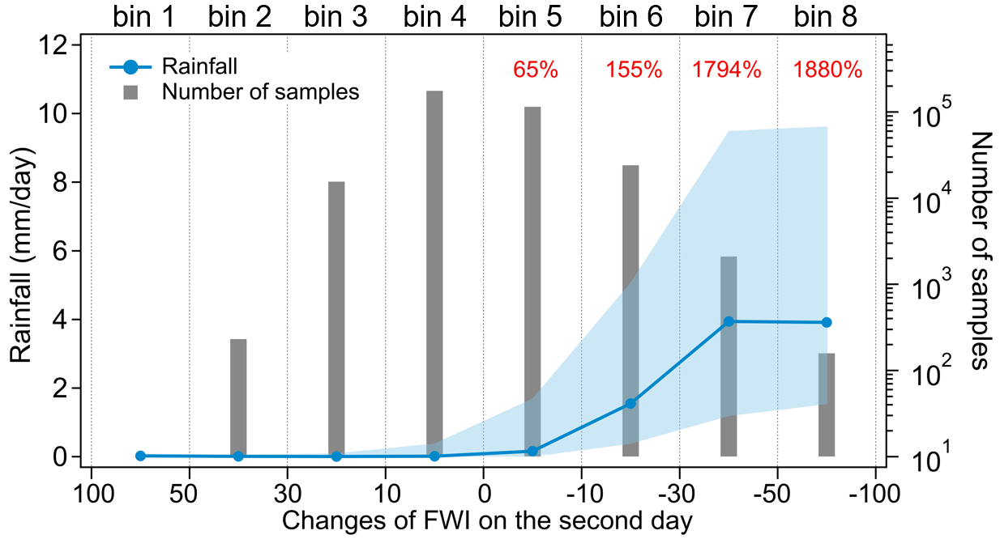 bin 1 bin 2 bin 3 bin 4 bin 5 bin 6 bin 7 bin 8
Rainfall
Number of samples
65% 155% 1794% 1880%
Rainfall (mm/day)
12
10
8
6
4
2
0
10^5
10^4
10^3
10^2
10^1
Number of samples
100 50 30 10 0 -10 -30 -50 -100
Changes of FWI on the second day